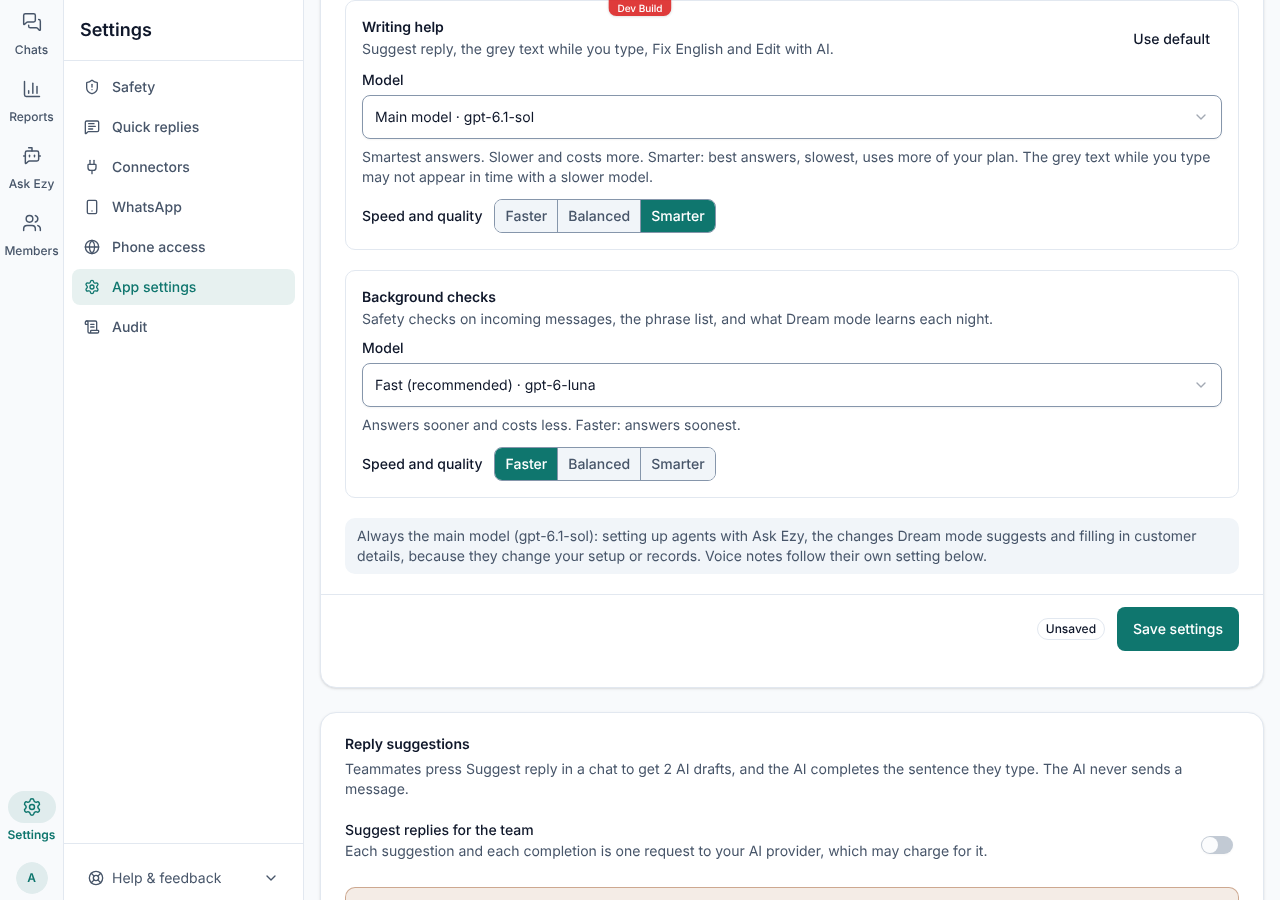 Dev Build
Chats
Reports
Ask Ezy
Members
Settings
A
Settings
Safety
Quick replies
Connectors
WhatsApp
Phone access
App settings
Audit
Help & feedback
Writing help
Suggest reply, the grey text while you type, Fix English and Edit with AI.
Use default
Model
Main model · gpt-6.1-sol
Smartest answers. Slower and costs more. Smarter: best answers, slowest, uses more of your plan. The grey text while you type
may not appear in time with a slower model.
Speed and quality Faster Balanced Smarter
Background checks
Safety checks on incoming messages, the phrase list, and what Dream mode learns each night.
Model
Fast (recommended) · gpt-6-luna
Answers sooner and costs less. Faster: answers soonest.
Speed and quality Faster Balanced Smarter
Always the main model (gpt-6.1-sol): setting up agents with Ask Ezy, the changes Dream mode suggests and filling in customer
details, because they change your setup or records. Voice notes follow their own setting below.
Unsaved Save settings
Reply suggestions
Teammates press Suggest reply in a chat to get 2 AI drafts, and the AI completes the sentence they type. The AI never sends a
message.
Suggest replies for the team
Each suggestion and each completion is one request to your AI provider, which may charge for it.